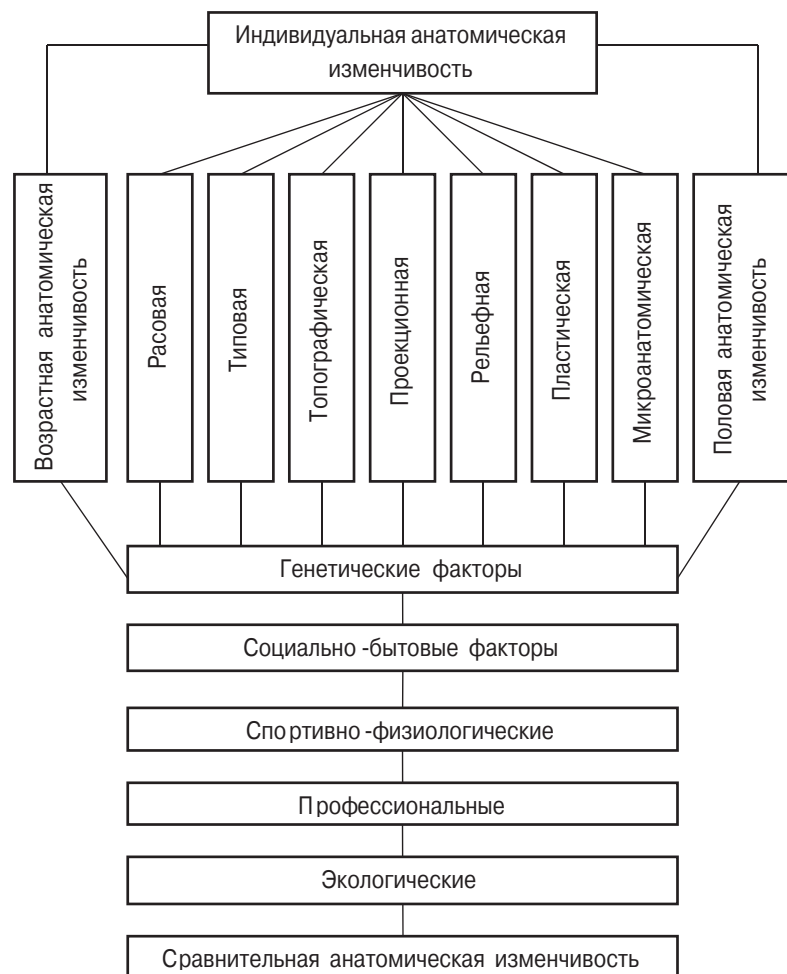 Индивидуальная анатомическая
изменчивость
Возрастная анатомическая
изменчивость
Расовая
Типовая
Топографическая
Проекционная
Рельефная
Пластическая
Микроанатомическая
Половая анатомическая
изменчивость
Генетические факторы
Социально-бытовые факторы
Спортивно-физиологические
Профессиональные
Экологические
Сравнительная анатомическая изменчивость